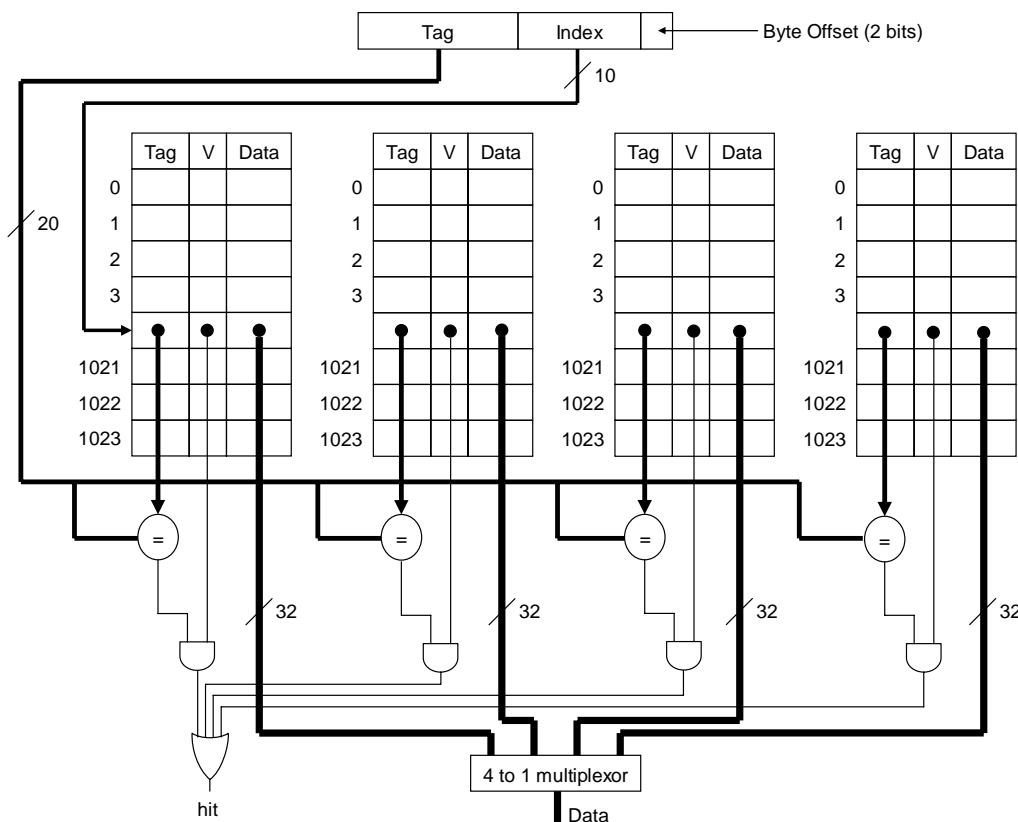 Tag Index Byte Offset (2 bits)
10
Tag V Data Tag V Data Tag V Data Tag V Data
0 0 0 0
20 1 1 1 1
2 2 2 2
3 3 3 3
1021 1021 1021 1021
1022 1022 1022 1022
1023 1023 1023 1023
= = = =
32 32 32 32
4 to 1 multiplexor
hit Data